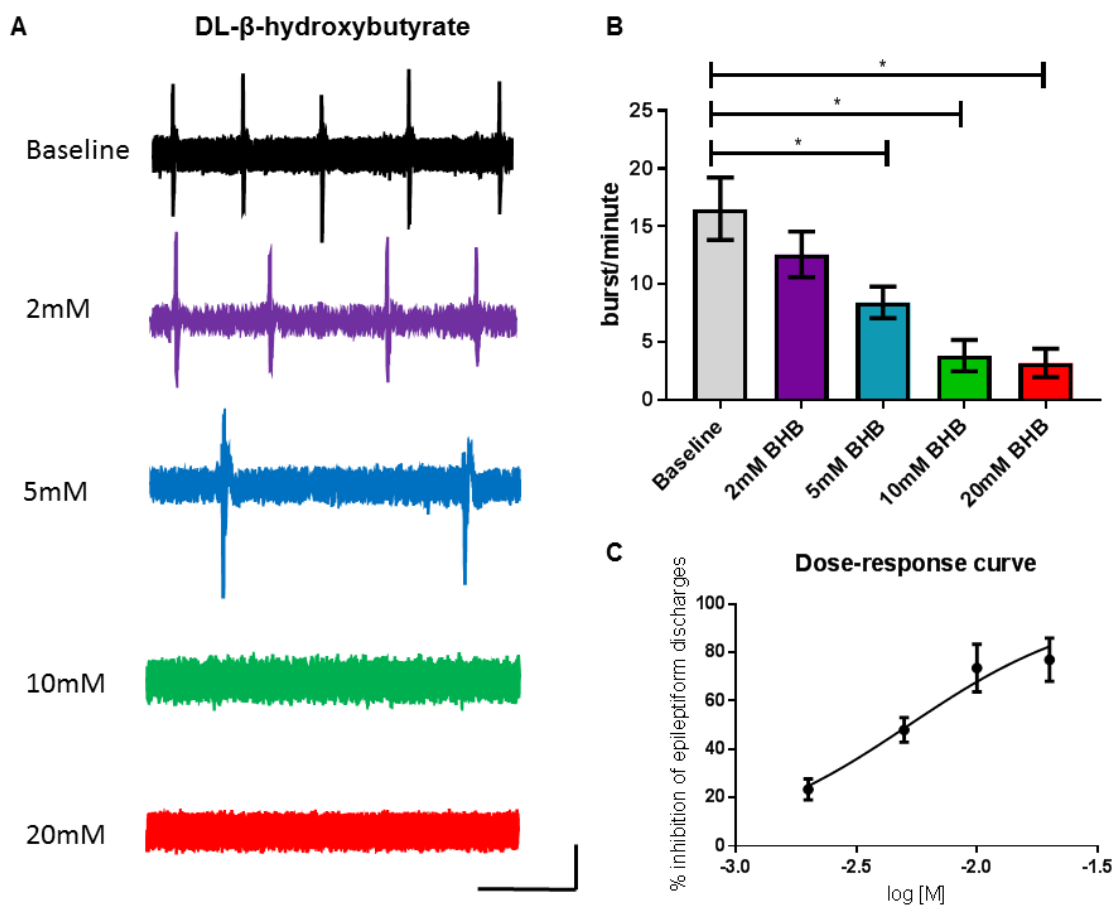 A
DL-β-hydroxybutyrate
Baseline
2mM
5mM
10mM
20mM
B
*
*
*
25
20
15
10
5
0
burst/minute
Baseline
2mM BHB
5mM BHB
10mM BHB
20mM BHB
C
Dose-response curve
% inhibition of epileptiform discharges
100
80
60
40
20
0
-3.0
-2.5
-2.0
-1.5
log [M]